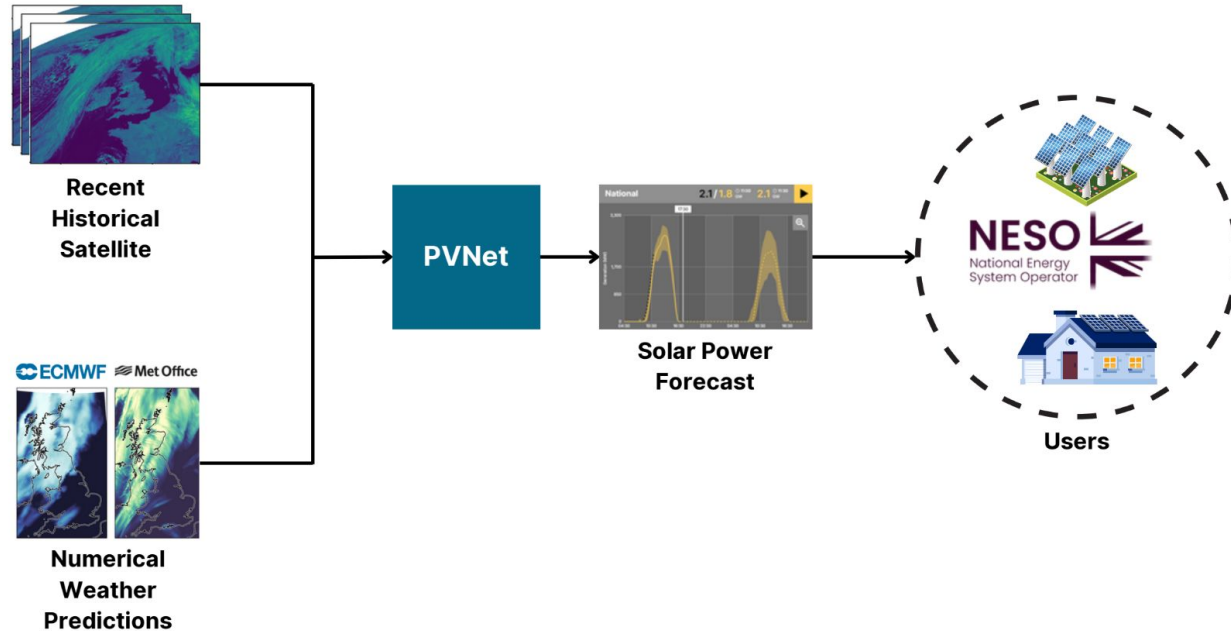 Recent
Historical
Satellite
ECMWF
Met Office
Numerical
Weather
Predictions
PVNet
National
2.1/1.8
2.1
Solar Power
Forecast
NESO
National Energy
System Operator
Users